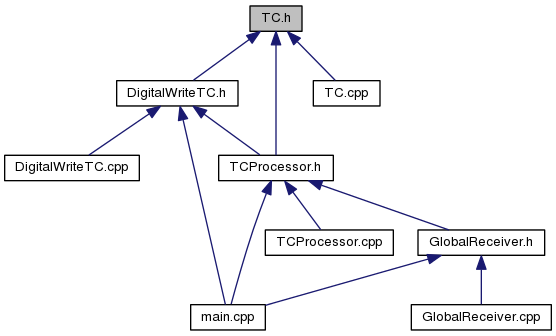 TC.h
DigitalWriteTC.h
TC.cpp
DigitalWriteTC.cpp
TCProcessor.h
TCProcessor.cpp
GlobalReceiver.h
main.cpp
GlobalReceiver.cpp